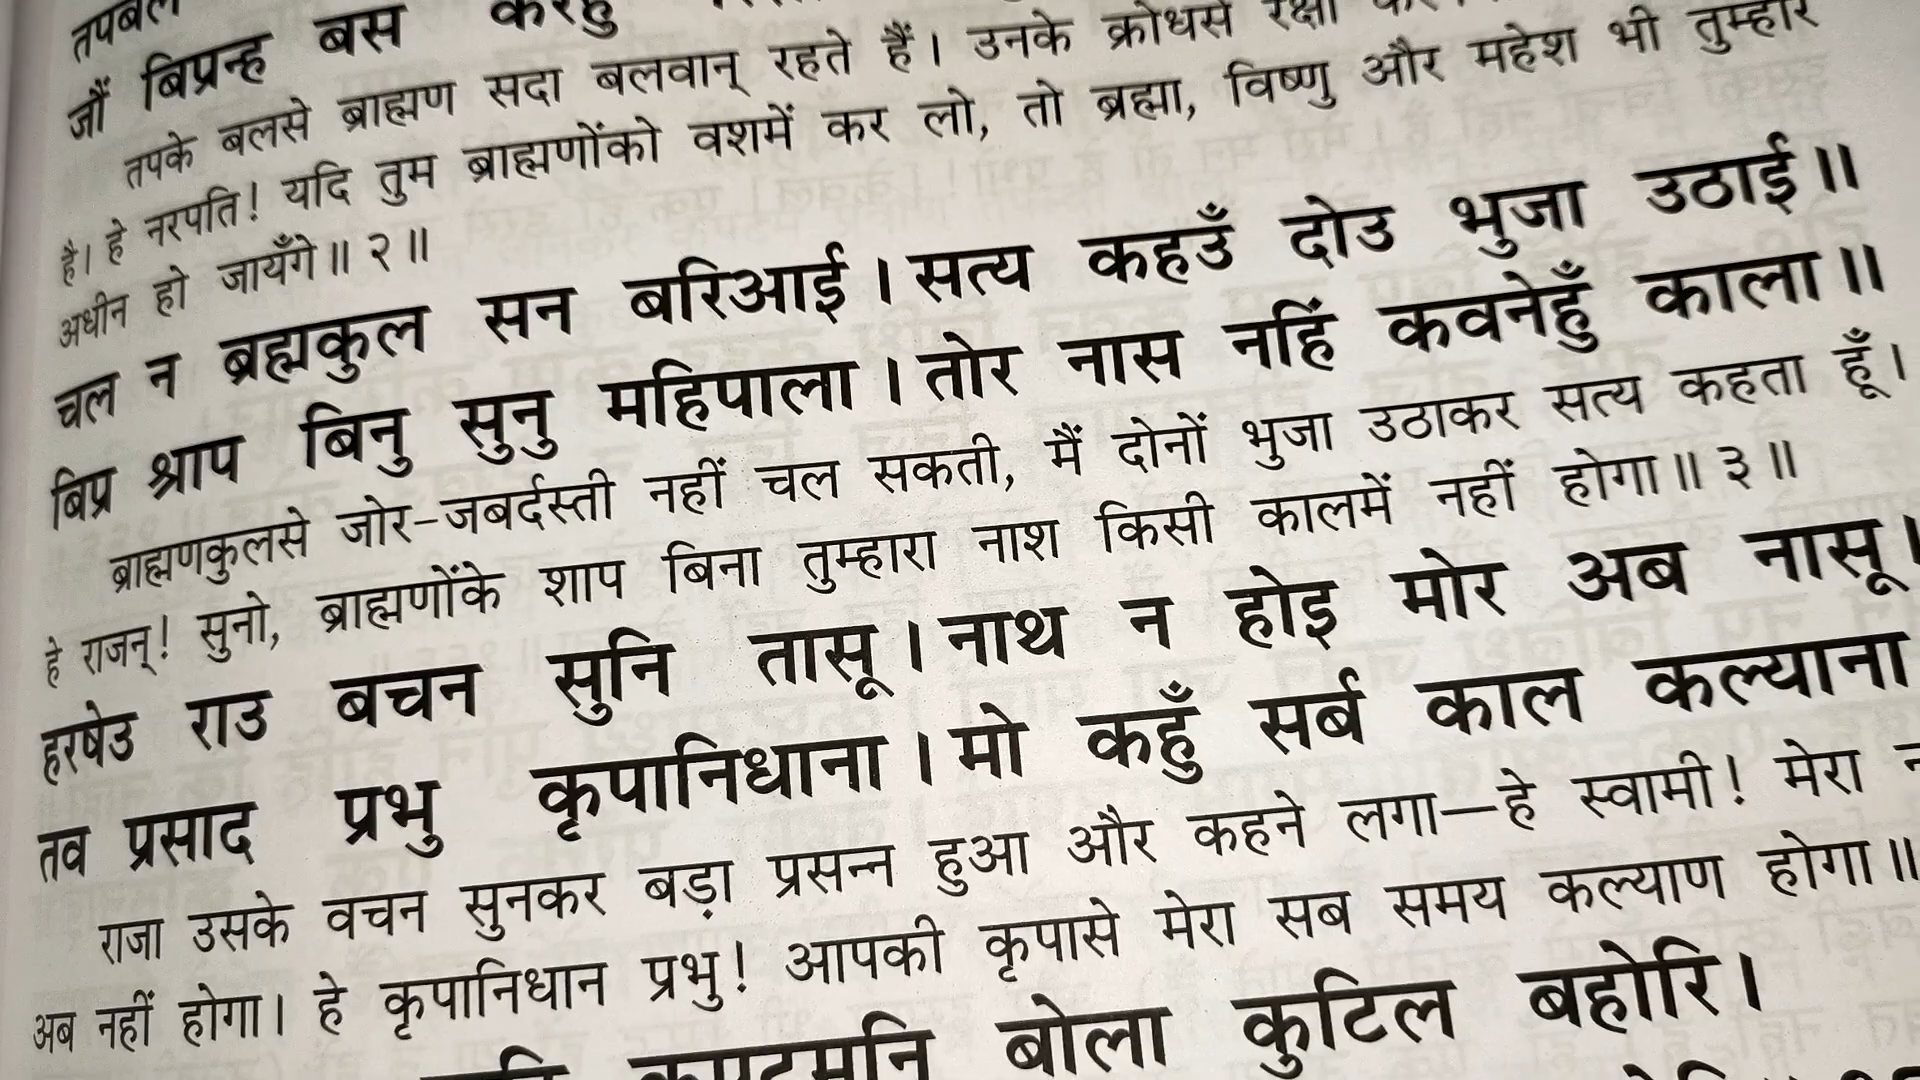 तपबल
जौं बिप्रन्ह बस करहु
तपके बलसे ब्राह्मण सदा बलवान् रहते हैं। उनके क्रोधसे रक्षा
है। हे नरपति! यदि तुम ब्राह्मणोंको वशमें कर लो, तो ब्रह्मा, विष्णु और महेश भी तुम्हारे
अधीन हो जायँगे॥ २॥
चल न ब्रह्मकुल सन बरिआई। सत्य कहउँ दोउ भुजा उठाई॥
बिप्र श्राप बिनु सुनु महिपाला। तोर नास नहिं कवनेहुँ काला॥
ब्राह्मणकुलसे जोर-जबर्दस्ती नहीं चल सकती, मैं दोनों भुजा उठाकर सत्य कहता हूँ।
हे राजन्! सुनो, ब्राह्मणोंके शाप बिना तुम्हारा नाश किसी कालमें नहीं होगा॥ ३॥
हरषेउ राउ बचन सुनि तासू। नाथ न होइ मोर अब नासू।
तव प्रसाद प्रभु कृपानिधाना। मो कहुँ सर्ब काल कल्याना
राजा उसके वचन सुनकर बड़ा प्रसन्न हुआ और कहने लगा—हे स्वामी! मेरा
अब नहीं होगा। हे कृपानिधान प्रभु! आपकी कृपासे मेरा सब समय कल्याण होगा॥
कपटमुनि बोला कुटिल बहोरि।